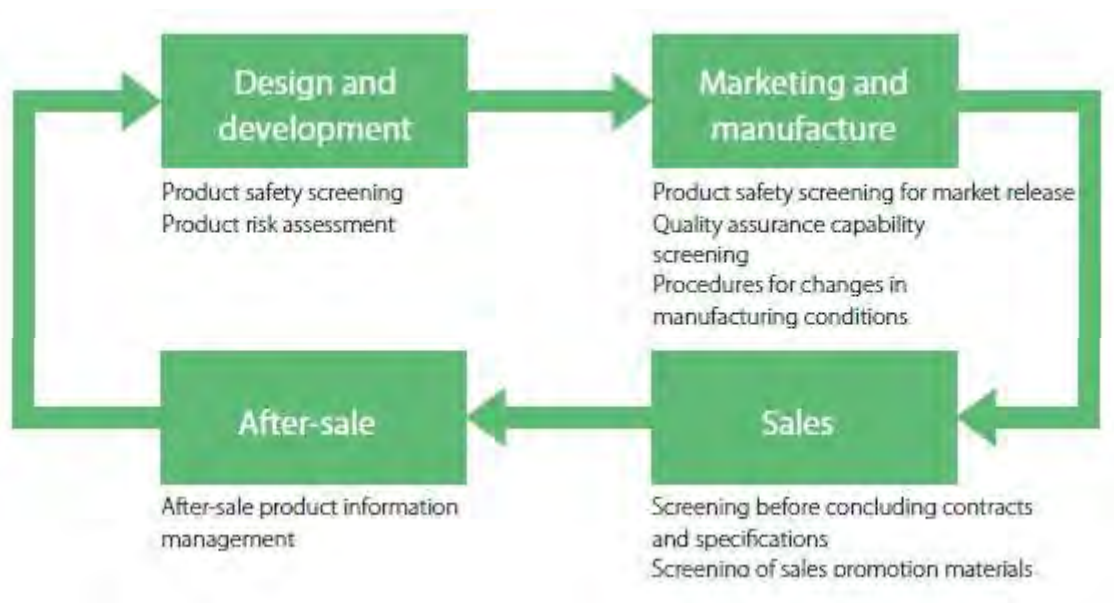 Design and
development
Product safety screening
Product risk assessment
Marketing and
manufacture
Product safety screening for market release
Quality assurance capability
screening
Procedures for changes in
manufacturing conditions
Sales
Screening before concluding contracts
and specifications
Screening of sales promotion materials
After-sale
After-sale product information
management